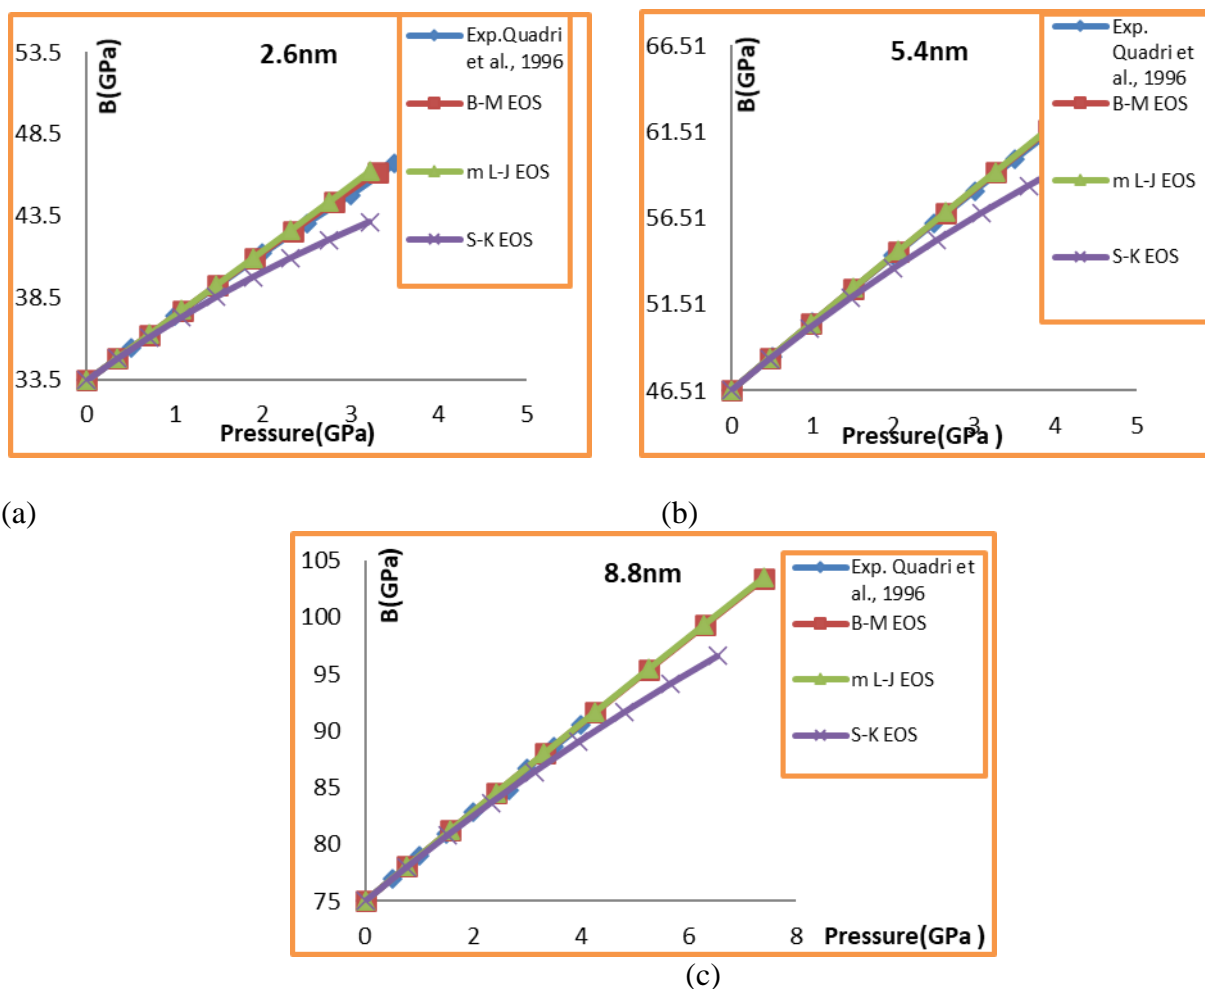 2.6nm
B(GPa)
53.5
48.5
43.5
38.5
33.5
0 1 2 3 4 5
Pressure(GPa)
Exp.Quadri
et al., 1996
B-M EOS
m L-J EOS
S-K EOS
(a)
5.4nm
B(GPa)
66.51
61.51
56.51
51.51
46.51
0 1 2 3 4 5
Pressure(GPa )
Exp.
Quadri et
al., 1996
B-M EOS
m L-J EOS
S-K EOS
(b)
8.8nm
B(GPa)
105
100
95
90
85
80
75
0 2 4 6 8
Pressure(GPa )
Exp. Quadri et
al., 1996
B-M EOS
m L-J EOS
S-K EOS
(c)